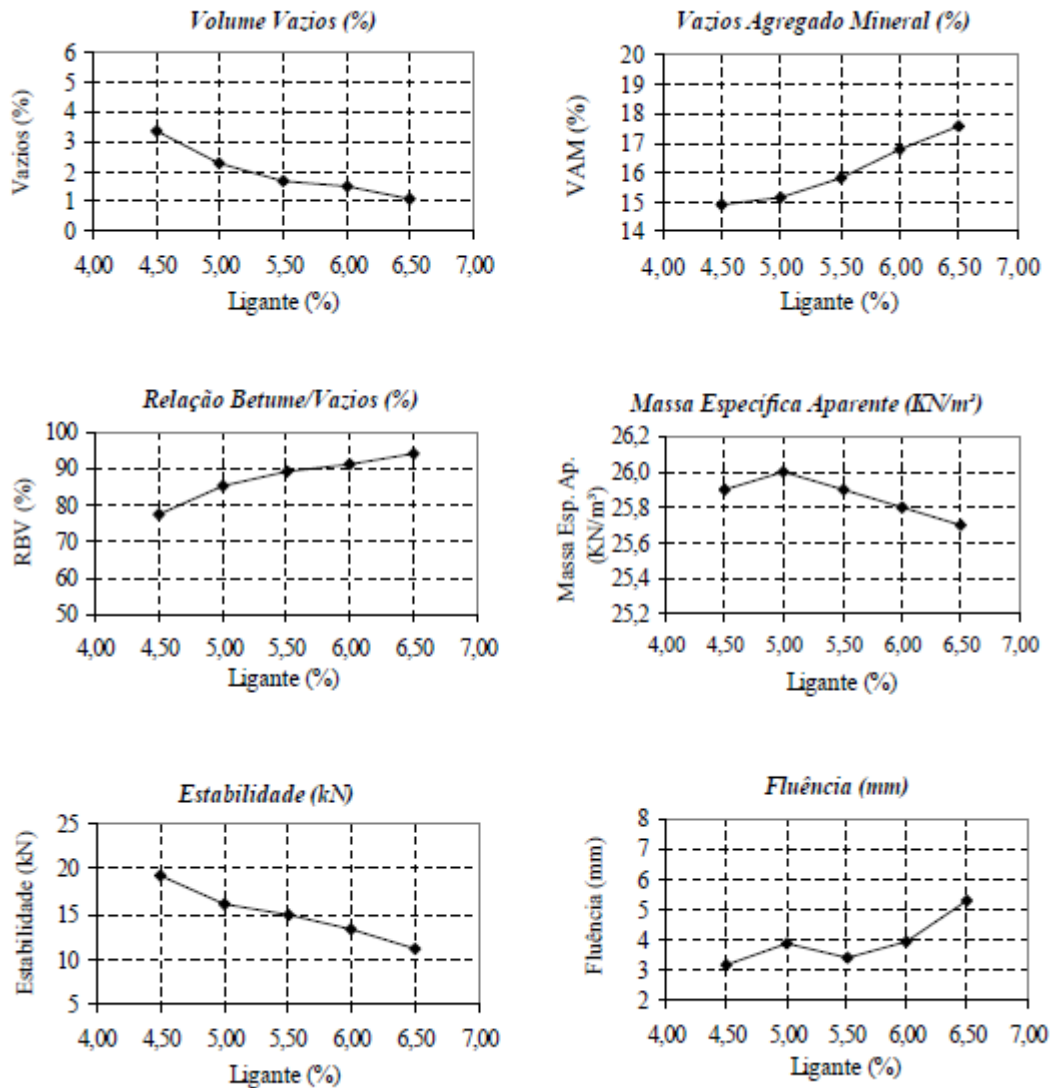 Volume Vazios (%)
Vazios (%)
6
5
4
3
2
1
0
4,00 4,50 5,00 5,50 6,00 6,50 7,00
Ligante (%)
Vazios Agregado Mineral (%)
VAM (%)
20
19
18
17
16
15
14
4,00 4,50 5,00 5,50 6,00 6,50 7,00
Ligante (%)
Relação Betume/Vazios (%)
RBV (%)
100
90
80
70
60
50
4,00 4,50 5,00 5,50 6,00 6,50 7,00
Ligante (%)
Massa Específica Aparente (KN/m²)
Massa Esp. Ap.
(KN/m³)
26,2
26,0
25,8
25,6
25,4
25,2
4,00 4,50 5,00 5,50 6,00 6,50 7,00
Ligante (%)
Estabilidade (kN)
Estabilidade (kN)
25
20
15
10
5
4,00 4,50 5,00 5,50 6,00 6,50 7,00
Ligante (%)
Fluência (mm)
Fluência (mm)
8
7
6
5
4
3
2
4,00 4,50 5,00 5,50 6,00 6,50 7,00
Ligante (%)